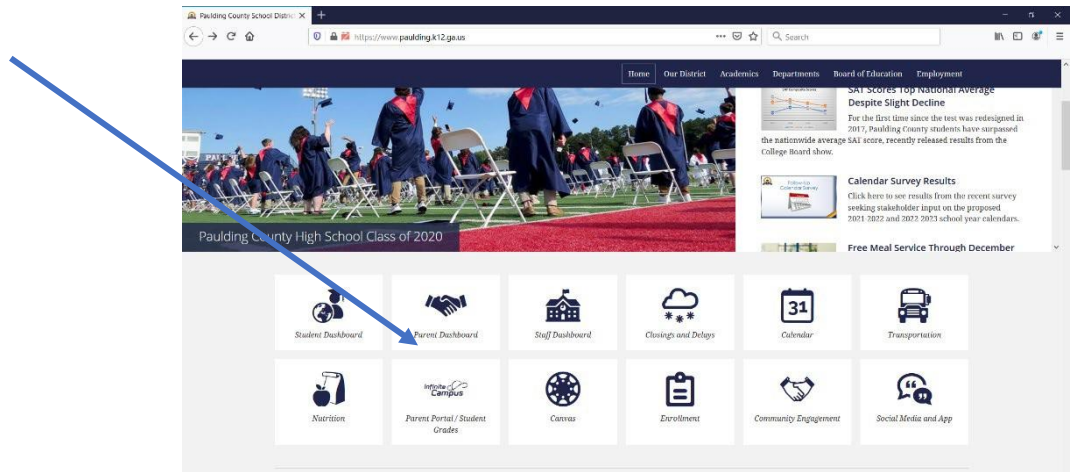 Paulding County School District
https://www.paulding.k12.ga.us
Search
Home Our District Academics Departments Board of Education Employment
SAT Scores Top National Average
Despite Slight Decline
For the first time since the test was redesigned in
2017, Paulding County students have surpassed
the nationwide average SAT score, recently released results from the
College Board show.
Calendar Survey Results
Click here to see results from the recent survey
seeking stakeholder input on the proposed
2021-2022 and 2022-2023 school year calendars.
Free Meal Service Through December
Paulding County High School Class of 2020
Student Dashboard
Parent Dashboard
Staff Dashboard
Closings and Delays
31
Calendar
Transportation
Nutrition
Infinite Campus
Parent Portal / Student
Grades
Canvas
Enrollment
Community Engagement
Social Media and App